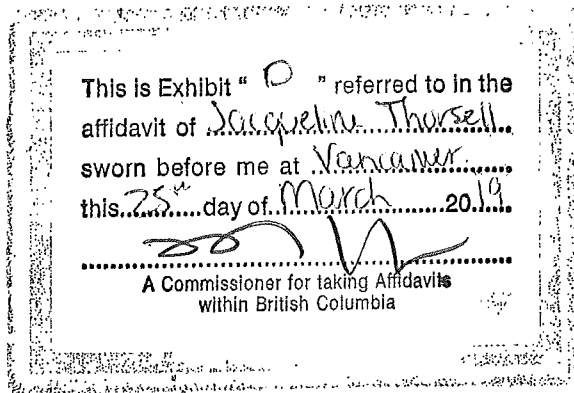 This is Exhibit " D " referred to in the
affidavit of Jacqueline Thorsell
sworn before me at Vancouver.
this 25th day of March 2019
A Commissioner for taking Affidavits
within British Columbia